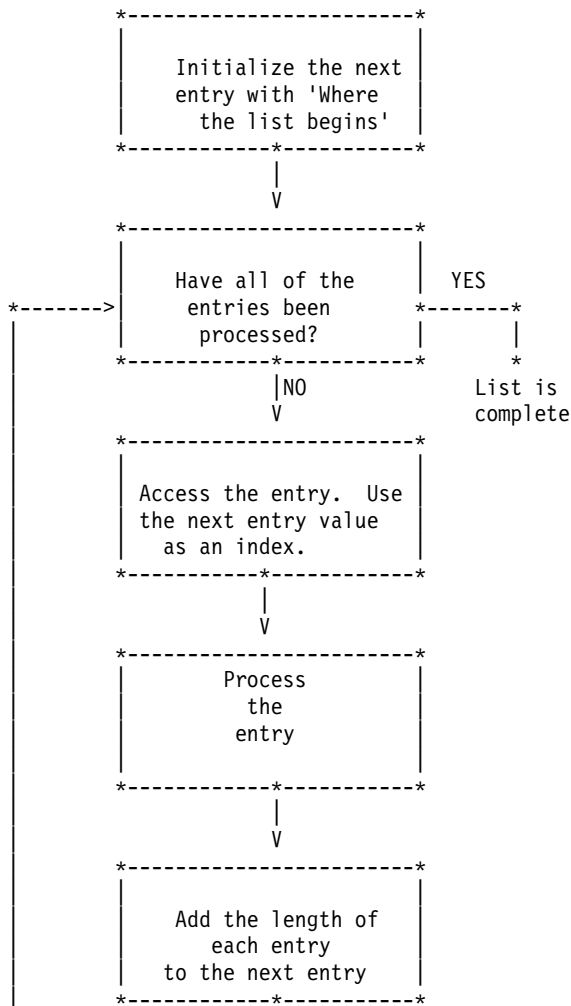 Initialize the next
entry with 'Where
the list begins'
Have all of the
entries been
processed?
YES
NO
List is
complete
Access the entry. Use
the next entry value
as an index.
Process
the
entry
Add the length of
each entry
to the next entry